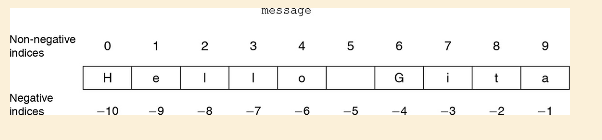 message
Non-negative indices 0 1 2 3 4 5 6 7 8 9
H e l l o G i t a
Negative indices −10 −9 −8 −7 −6 −5 −4 −3 −2 −1